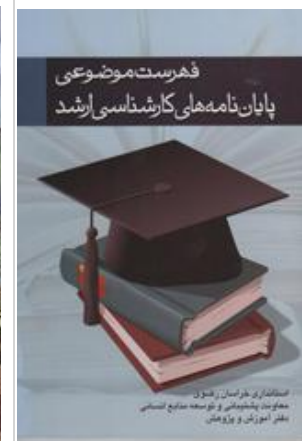 فهرست موضوعی
پایان‌نامه‌های کارشناسی ارشد
استانداری خراسان رضوی
معاونت پشتیبانی و توسعه منابع انسانی
دفتر آموزش و پژوهش